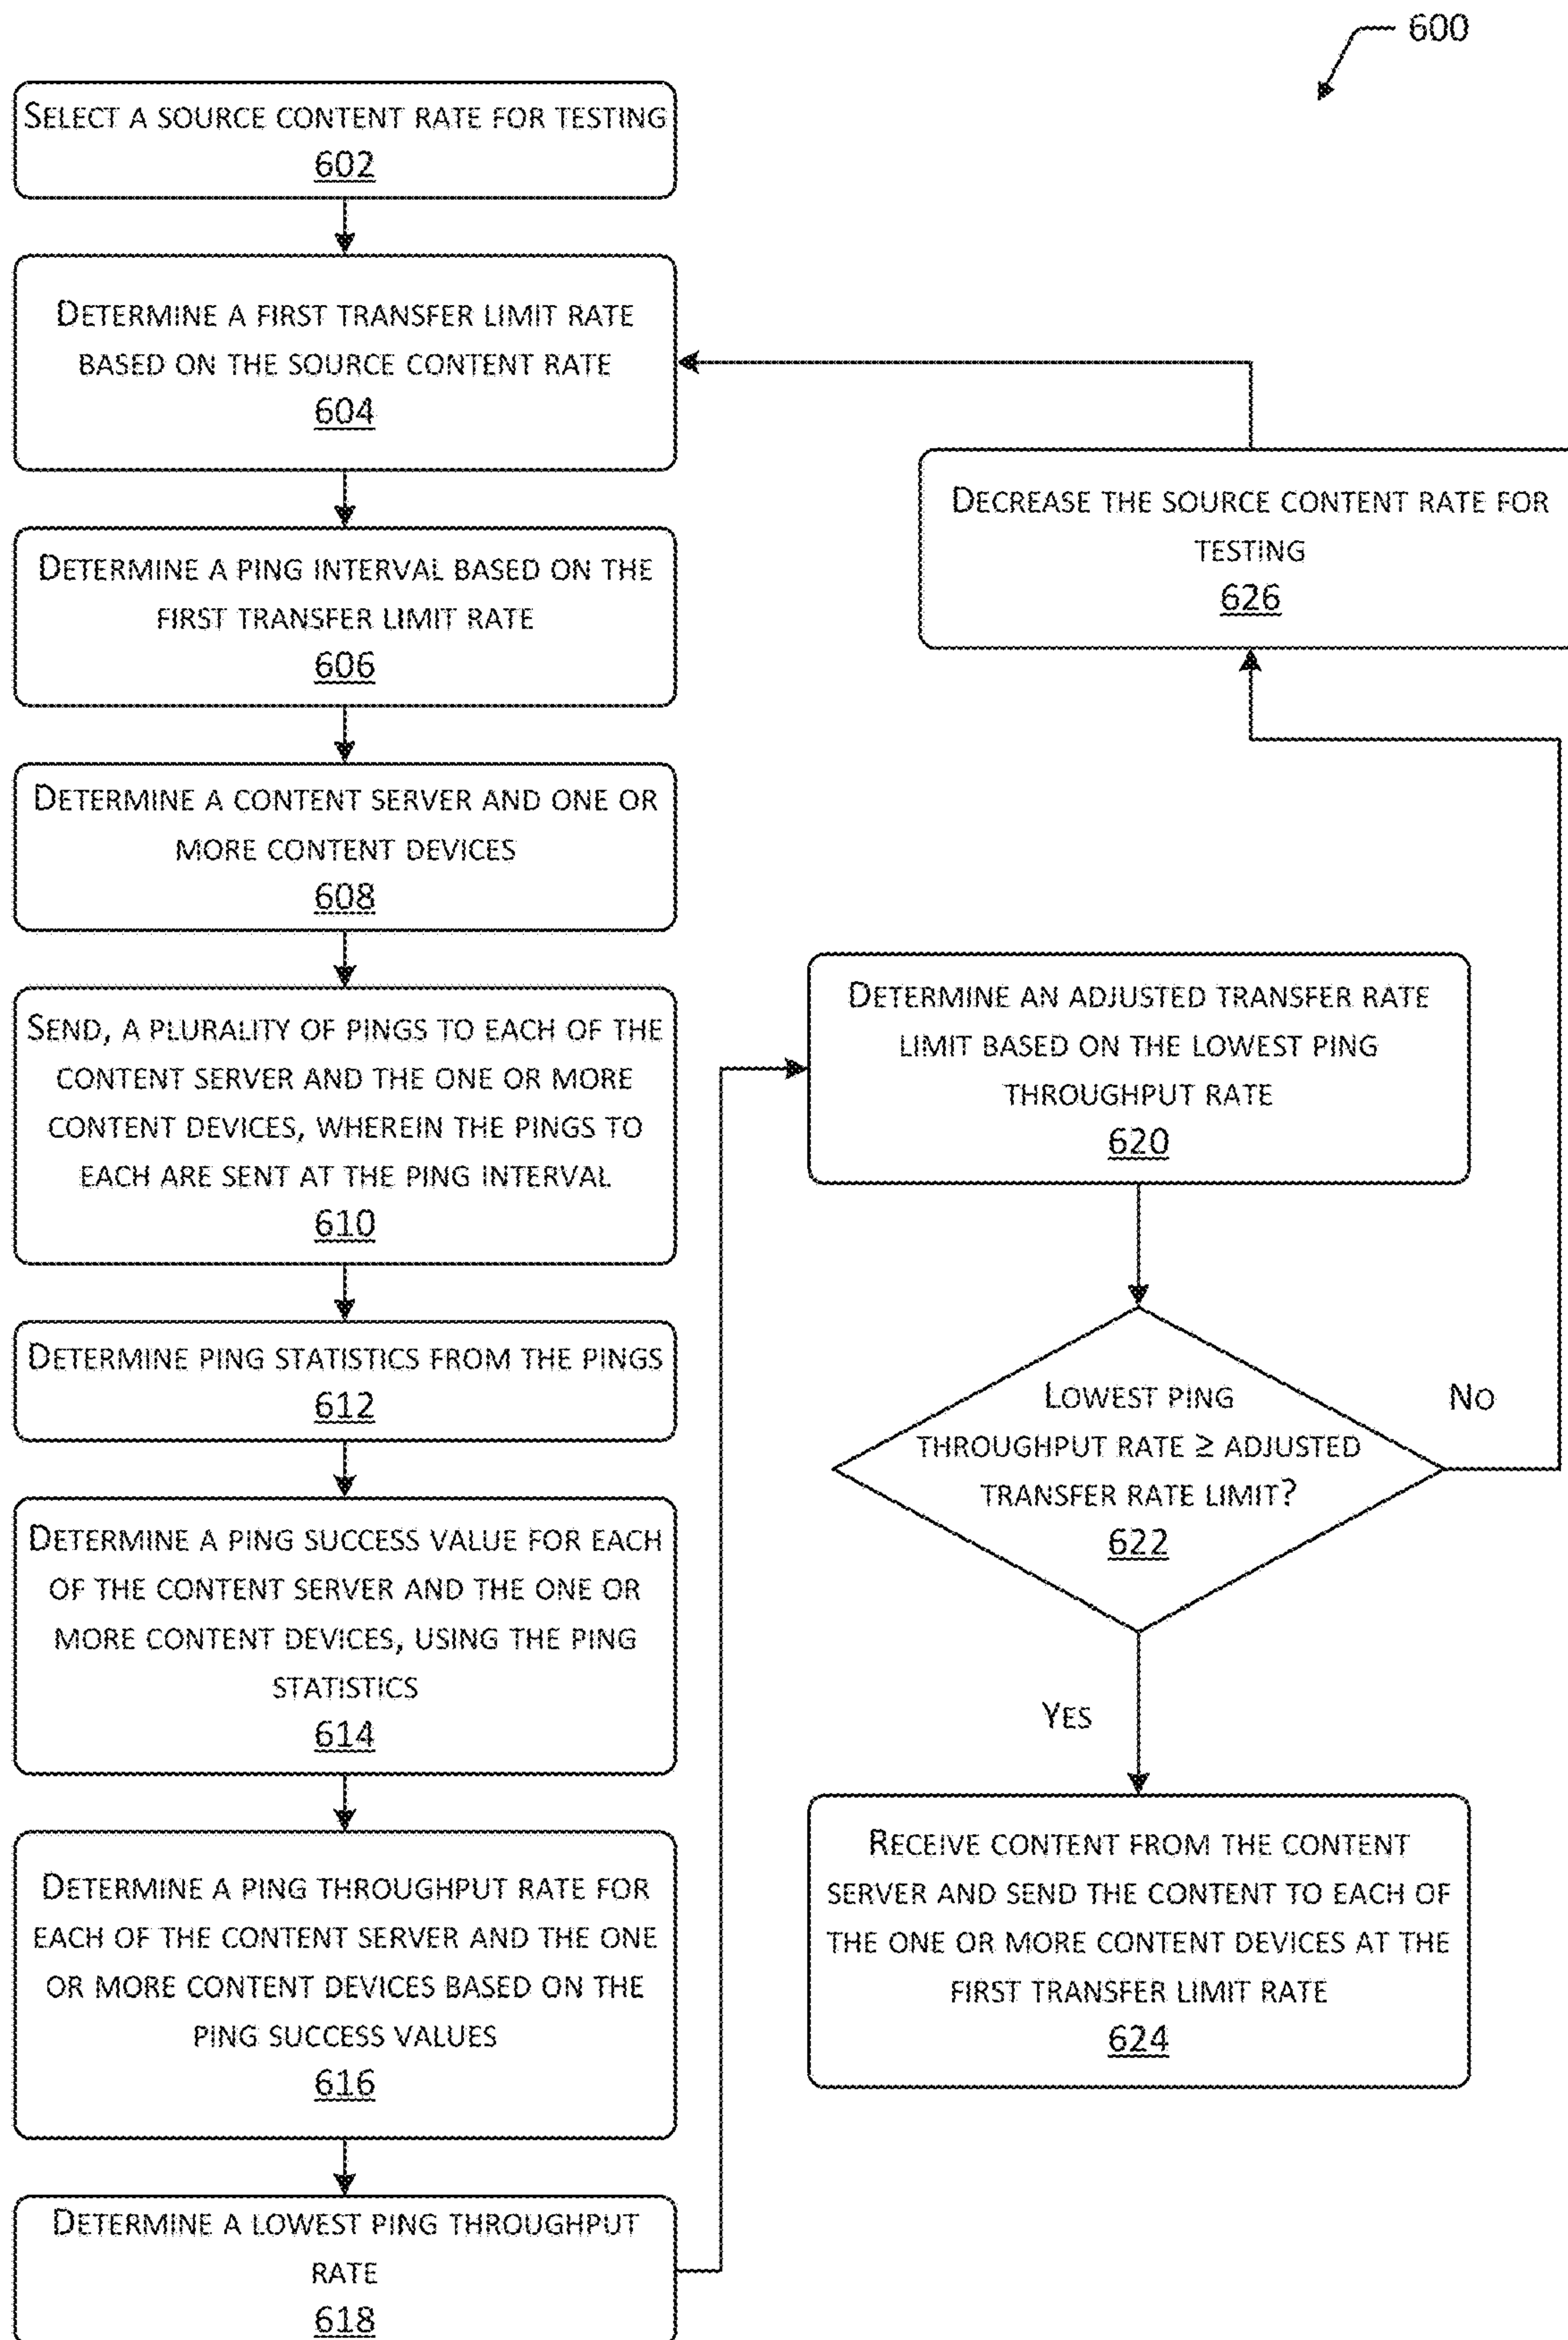 600
SELECT A SOURCE CONTENT RATE FOR TESTING
602
DETERMINE A FIRST TRANSFER LIMIT RATE
BASED ON THE SOURCE CONTENT RATE
604
DETERMINE A PING INTERVAL BASED ON THE
FIRST TRANSFER LIMIT RATE
606
DETERMINE A CONTENT SERVER AND ONE OR
MORE CONTENT DEVICES
608
SEND, A PLURALITY OF PINGS TO EACH OF THE
CONTENT SERVER AND THE ONE OR MORE
CONTENT DEVICES, WHEREIN THE PINGS TO
EACH ARE SENT AT THE PING INTERVAL
610
DETERMINE PING STATISTICS FROM THE PINGS
612
DETERMINE A PING SUCCESS VALUE FOR EACH
OF THE CONTENT SERVER AND THE ONE OR
MORE CONTENT DEVICES, USING THE PING
STATISTICS
614
DETERMINE A PING THROUGHPUT RATE FOR
EACH OF THE CONTENT SERVER AND THE ONE
OR MORE CONTENT DEVICES BASED ON THE
PING SUCCESS VALUES
616
DETERMINE A LOWEST PING THROUGHPUT
RATE
618
DETERMINE AN ADJUSTED TRANSFER RATE
LIMIT BASED ON THE LOWEST PING
THROUGHPUT RATE
620
LOWEST PING
THROUGHPUT RATE ≥ ADJUSTED
TRANSFER RATE LIMIT?
622
NO
YES
RECEIVE CONTENT FROM THE CONTENT
SERVER AND SEND THE CONTENT TO EACH OF
THE ONE OR MORE CONTENT DEVICES AT THE
FIRST TRANSFER LIMIT RATE
624
DECREASE THE SOURCE CONTENT RATE FOR
TESTING
626